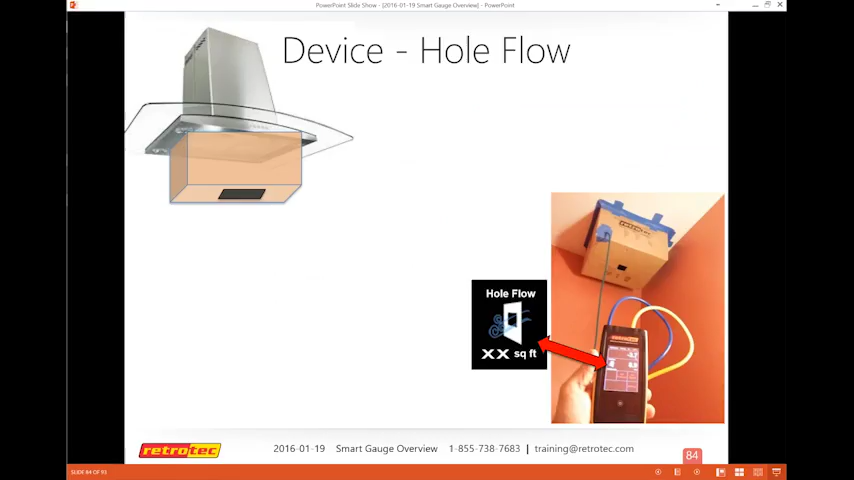 PowerPoint Slide Show - [2016-01-19 Smart Gauge Overview] - PowerPoint
Device - Hole Flow
retrotec
Hole Flow
XX sq ft
retrotec
2016-01-19 Smart Gauge Overview 1-855-738-7683 | training@retrotec.com
84
SLIDE 84 OF 93